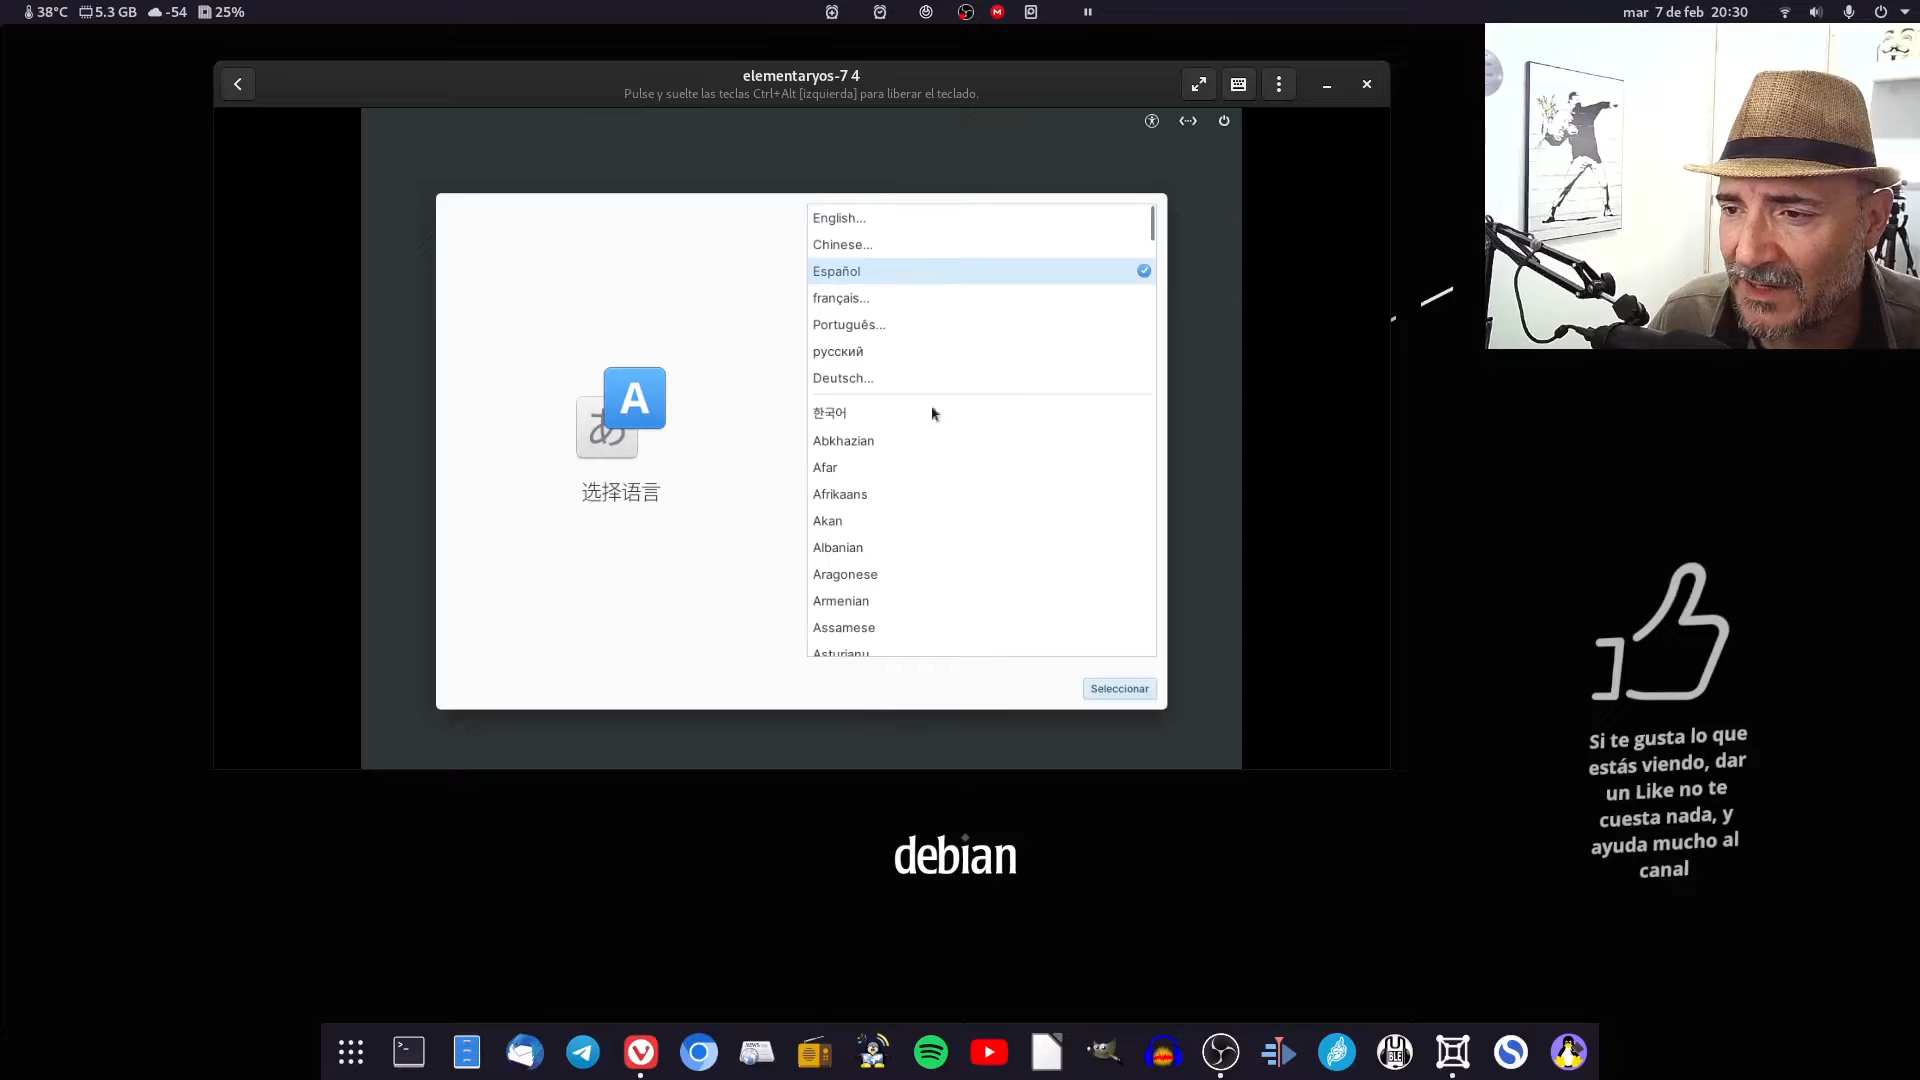 38°C 5.3 GB -54 25%
mar 7 de feb 20:30
elementaryos-7 4
Pulse y suelte las teclas Ctrl+Alt [izquierda] para liberar el teclado.
English...
Chinese...
Español
français...
Português...
русский
Deutsch...
한국어
Abkhazian
Afar
Afrikaans
Akan
Albanian
Aragonese
Armenian
Assamese
Asturianu
A
あ
选择语言
Seleccionar
debian
Si te gusta lo que
estás viendo, dar
un Like no te
cuesta nada, y
ayuda mucho al
canal